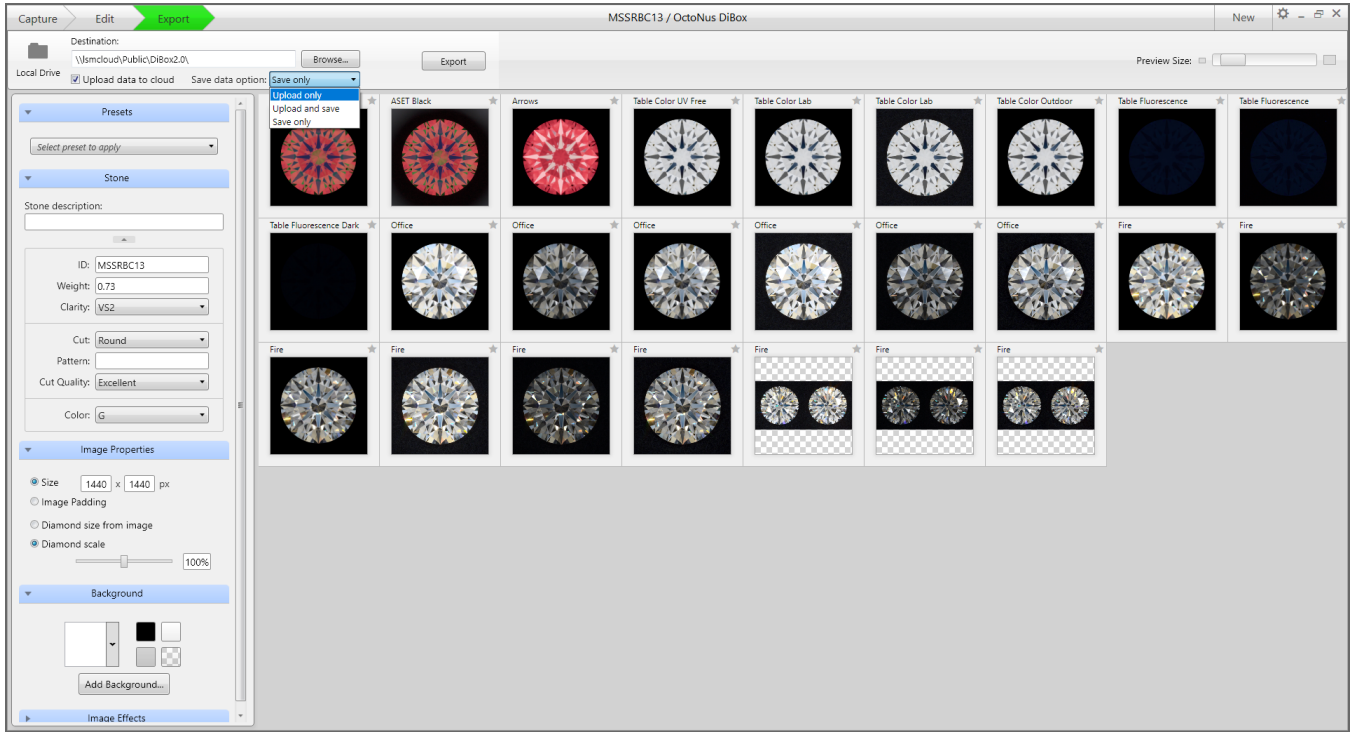 Capture Edit Export MSSRBC13 / OctoNus DiBox New
Destination:
\\lsmcloud\Public\DiBox2.0\ Browse... Export Preview Size:
Local Drive
Upload data to cloud Save data option: Save only
Upload only
Upload and save
Save only
Presets
Select preset to apply
Stone
Stone description:
ID: MSSRBC13
Weight: 0.73
Clarity: VS2
Cut: Round
Pattern:
Cut Quality: Excellent
Color: G
Image Properties
Size 1440 x 1440 px
Image Padding
Diamond size from image
Diamond scale
100%
Background
Add Background...
Image Effects
ASET Black Arrows Table Color UV Free Table Color Lab Table Color Lab Table Color Outdoor Table Fluorescence Table Fluorescence
Table Fluorescence Dark Office Office Office Office Office Office Fire Fire
Fire Fire Fire Fire Fire Fire Fire